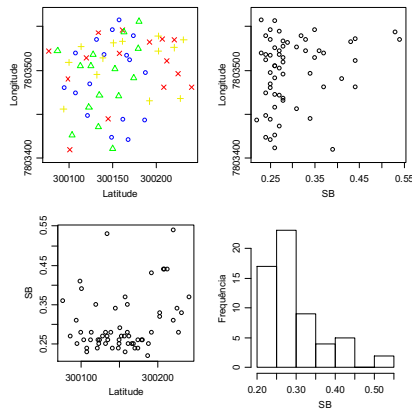 Longitude
7803500
7803400
300100 300150 300200
Latitude
Longitude
7803500
7803400
0.25 0.35 0.45 0.55
SB
SB
0.55
0.45
0.35
0.25
300100 300200
Latitude
Frequência
20
15
10
5
0
0.20 0.30 0.40 0.50
SB